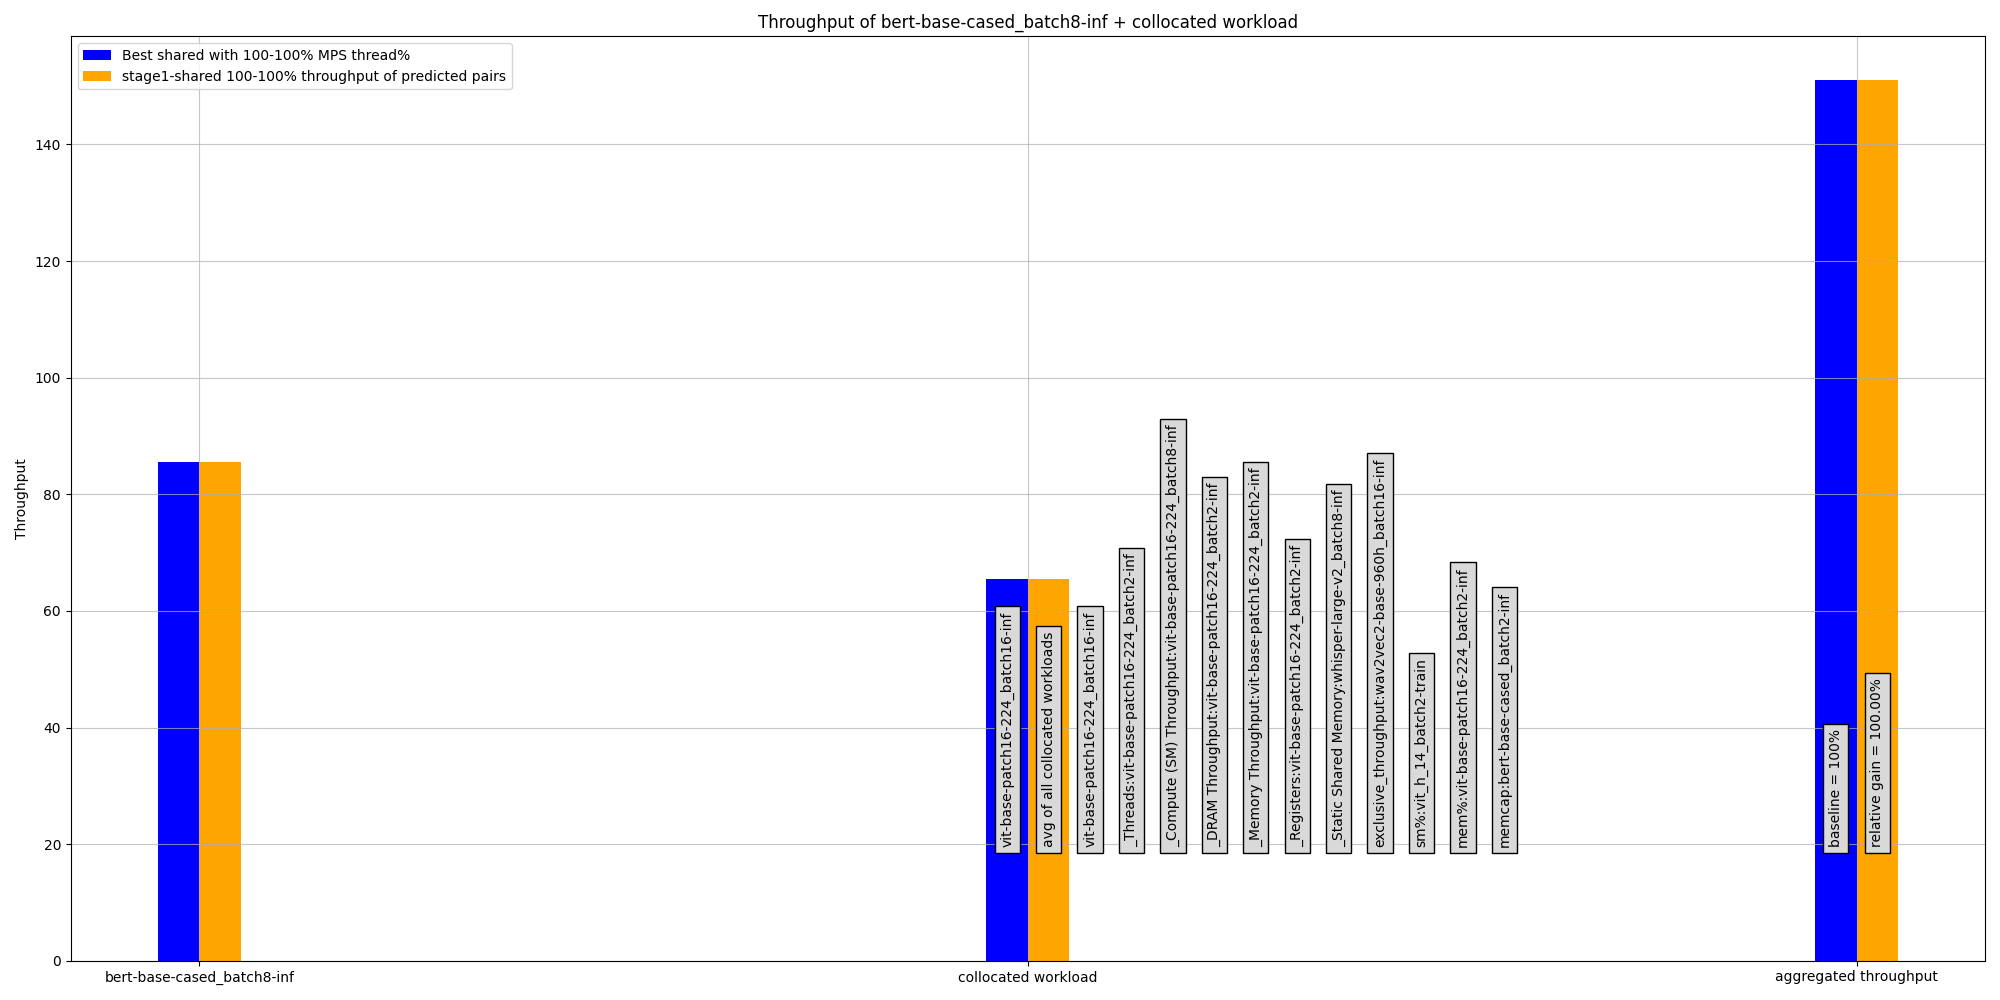 Throughput of bert-base-cased_batch8-inf + collocated workload
Best shared with 100-100% MPS thread%
stage1-shared 100-100% throughput of predicted pairs
Throughput
140
120
100
80
60
40
20
0
vit-base-patch16-224_batch16-inf
avg of all collocated workloads
vit-base-patch16-224_batch16-inf
_Threads:vit-base-patch16-224_batch2-inf
_Compute (SM) Throughput:vit-base-patch16-224_batch8-inf
_DRAM Throughput:vit-base-patch16-224_batch2-inf
_Memory Throughput:vit-base-patch16-224_batch2-inf
_Registers:vit-base-patch16-224_batch2-inf
_Static Shared Memory:whisper-large-v2_batch8-inf
exclusive_throughput:wav2vec2-base-960h_batch16-inf
sm%:vit_h_14_batch2-train
mem%:vit-base-patch16-224_batch2-inf
memcap:bert-base-cased_batch2-inf
baseline = 100%
relative gain = 100.00%
bert-base-cased_batch8-inf
collocated workload
aggregated throughput